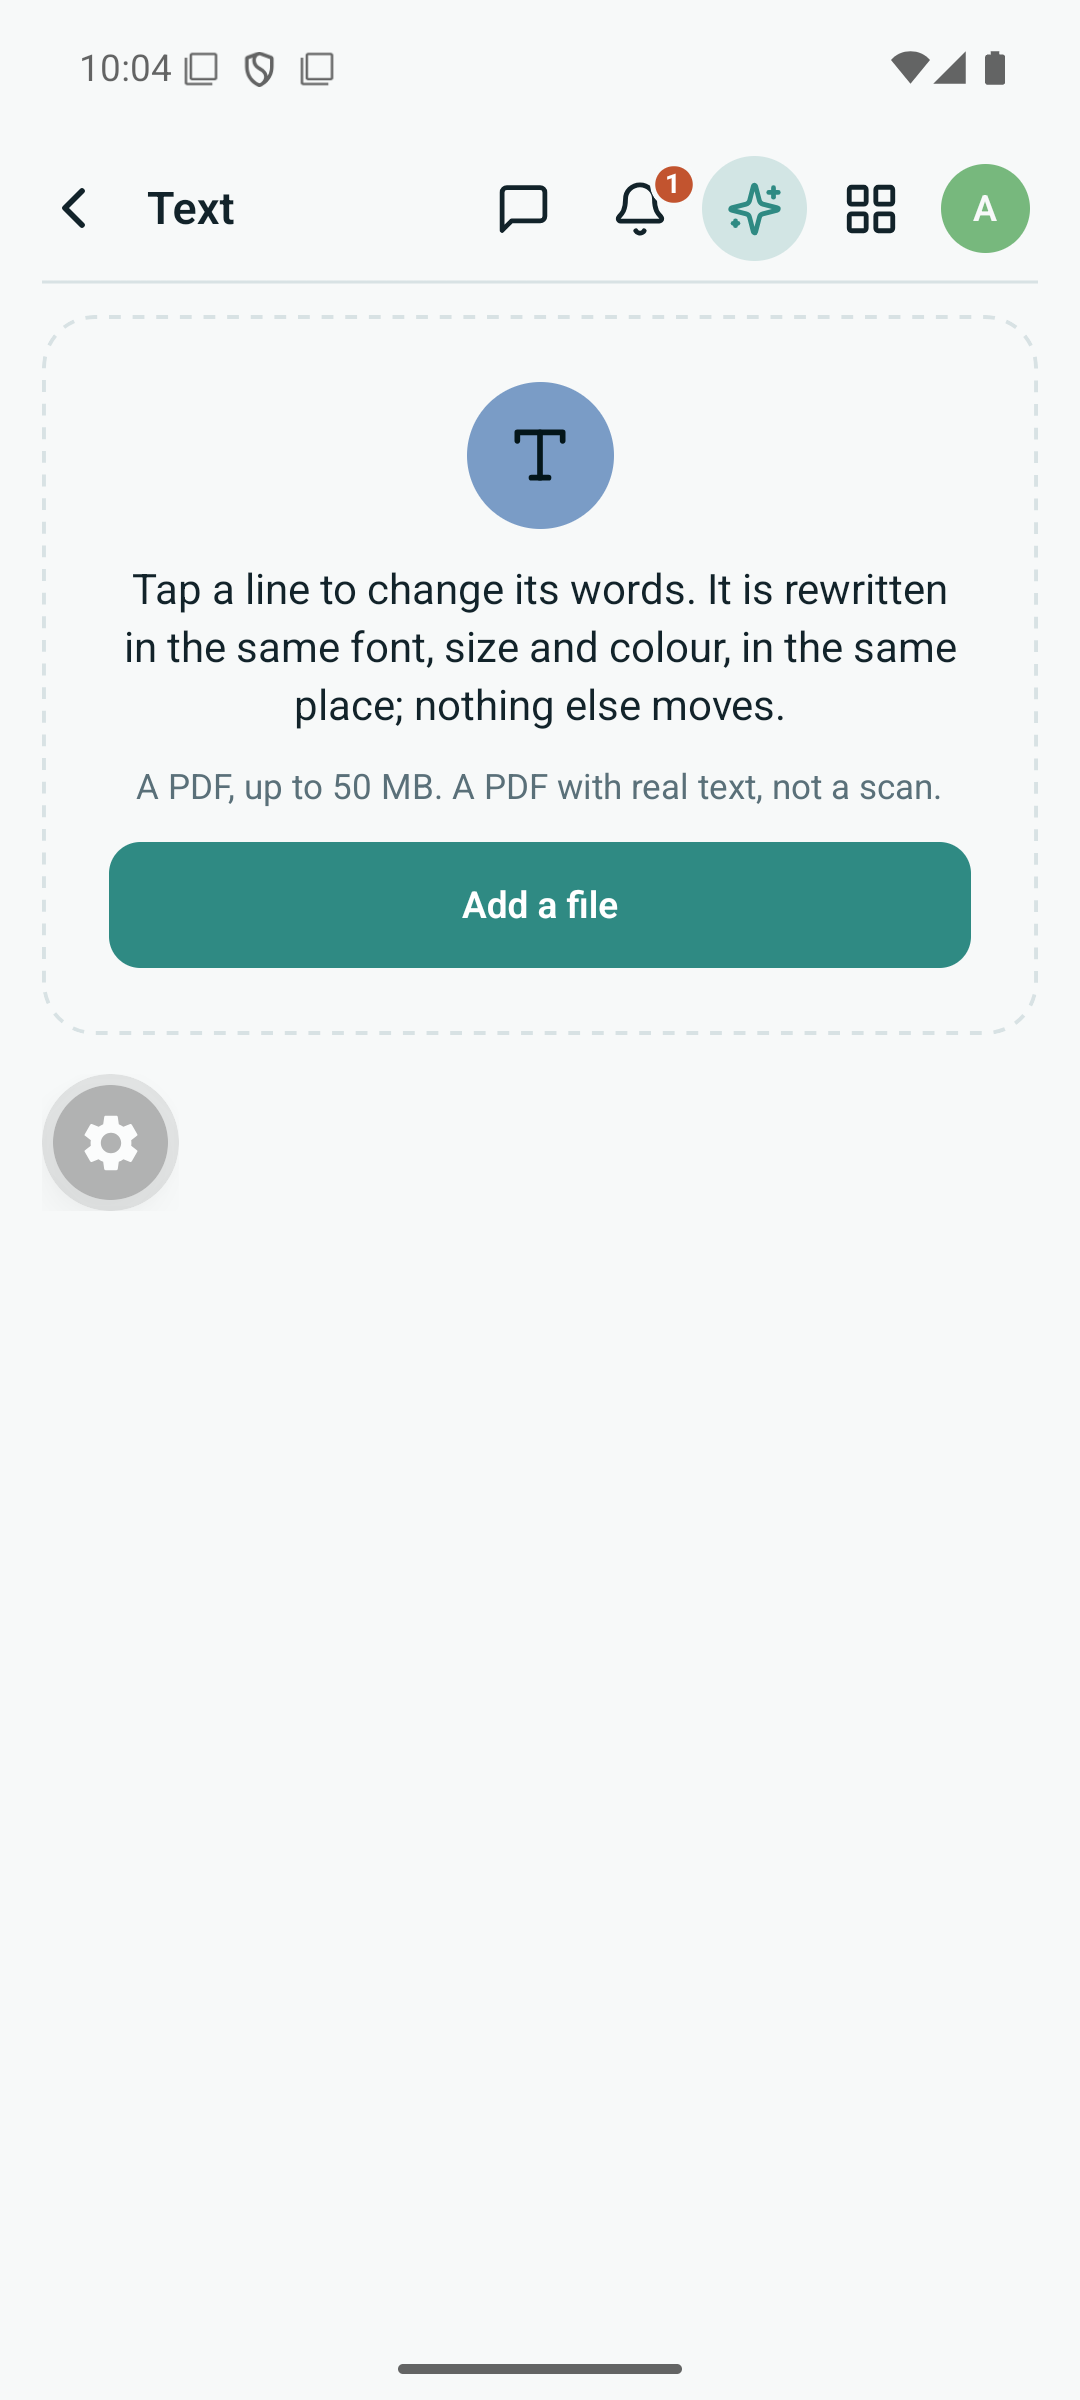 10:04
Text
1
A
T
Tap a line to change its words. It is rewritten
in the same font, size and colour, in the same
place; nothing else moves.
A PDF, up to 50 MB. A PDF with real text, not a scan.
Add a file